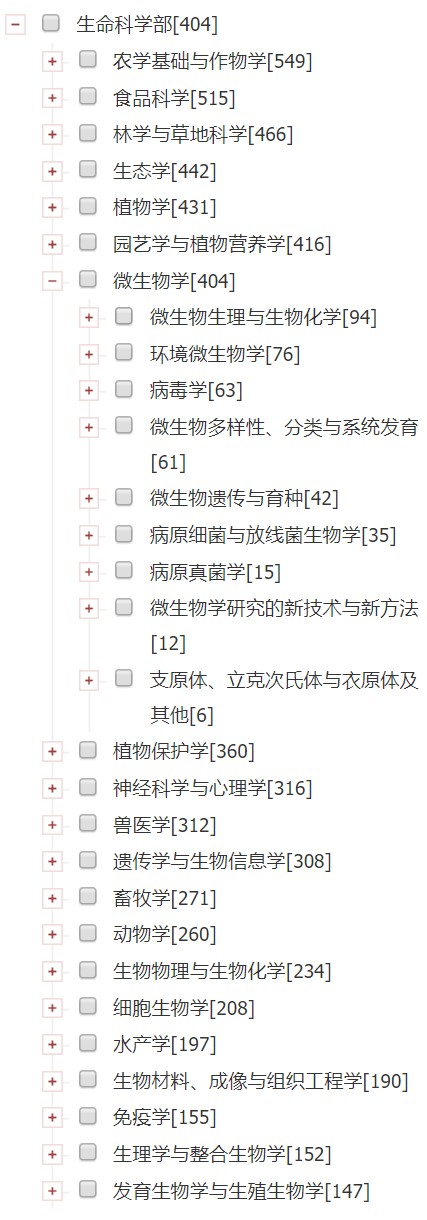 生命科学部[404]
农学基础与作物学[549]
食品科学[515]
林学与草地科学[466]
生态学[442]
植物学[431]
园艺学与植物营养学[416]
微生物学[404]
微生物生理与生物化学[94]
环境微生物学[76]
病毒学[63]
微生物多样性、分类与系统发育
[61]
微生物遗传与育种[42]
病原细菌与放线菌生物学[35]
病原真菌学[15]
微生物学研究的新技术与新方法
[12]
支原体、立克次氏体与衣原体及
其他[6]
植物保护学[360]
神经科学与心理学[316]
兽医学[312]
遗传学与生物信息学[308]
畜牧学[271]
动物学[260]
生物物理与生物化学[234]
细胞生物学[208]
水产学[197]
生物材料、成像与组织工程学[190]
免疫学[155]
生理学与整合生物学[152]
发育生物学与生殖生物学[147]